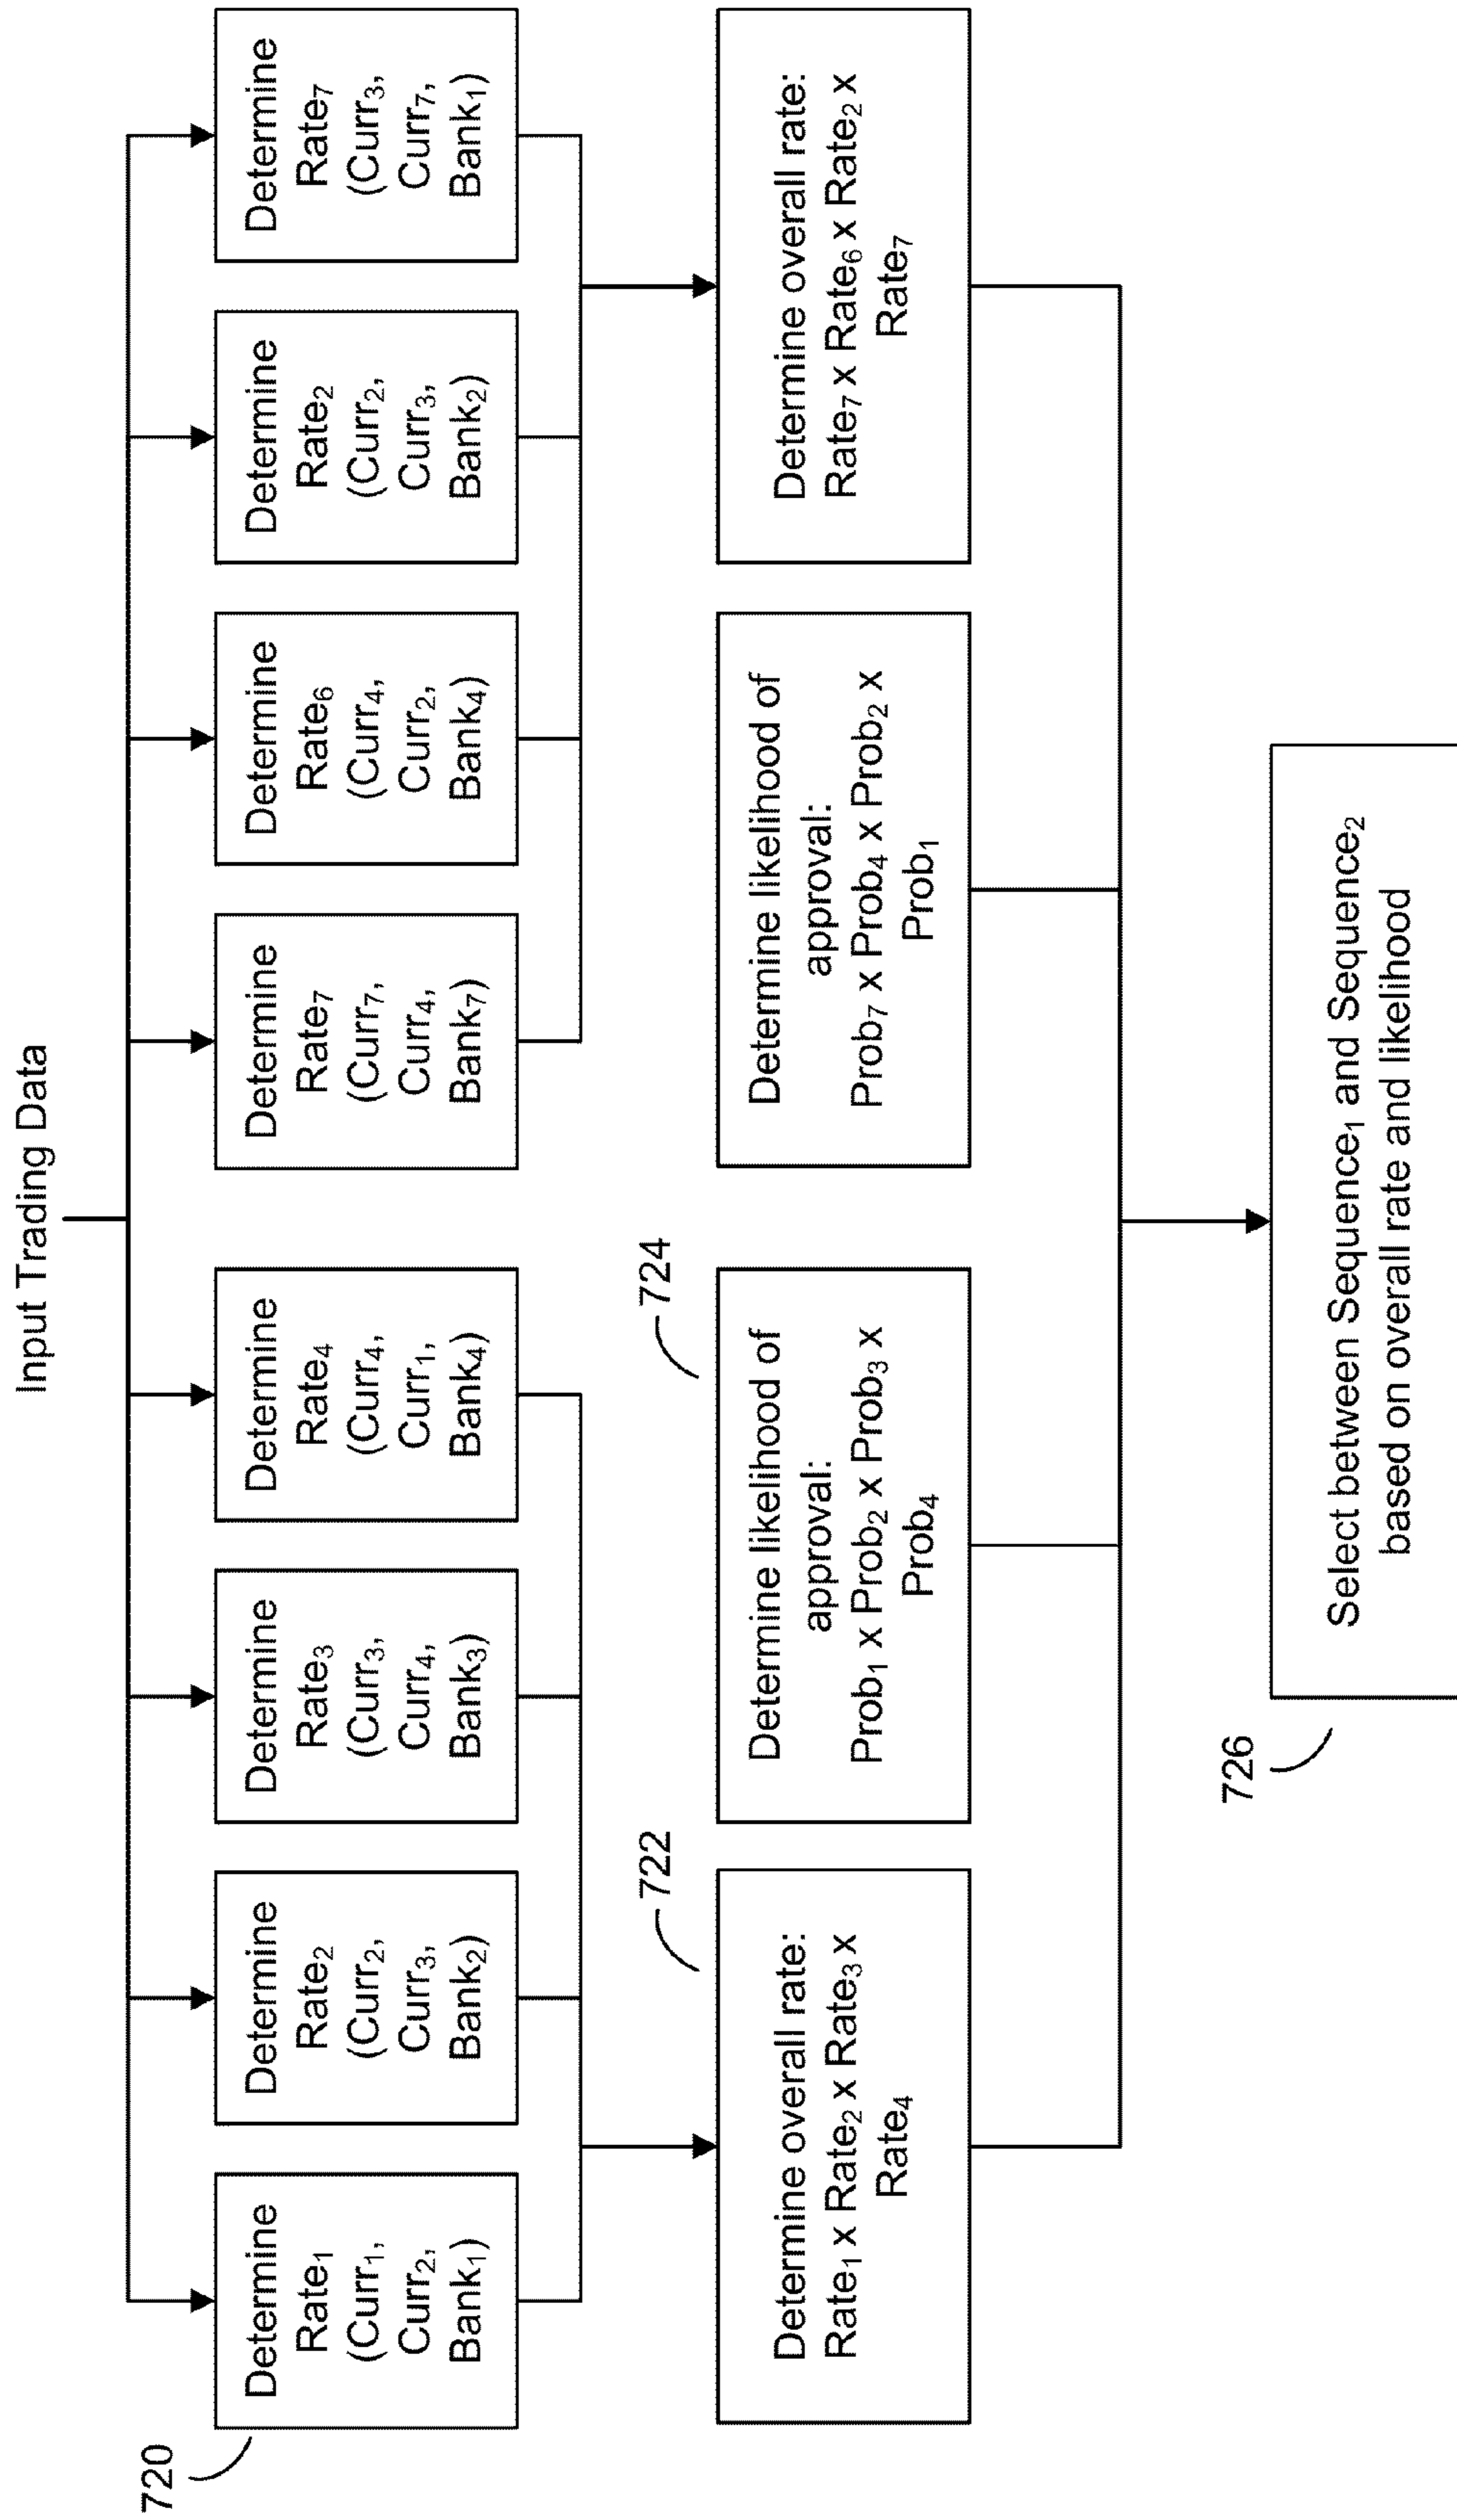 Input Trading Data
720
Determine
Rate₁
(Curr₁,
Curr₂,
Bank₁)
Determine
Rate₂
(Curr₂,
Curr₃,
Bank₂)
Determine
Rate₃
(Curr₃,
Curr₄,
Bank₃)
Determine
Rate₄
(Curr₄,
Curr₁,
Bank₄)
Determine
Rate₇
(Curr₇,
Curr₄,
Bank₇)
Determine
Rate₆
(Curr₄,
Curr₂,
Bank₄)
Determine
Rate₂
(Curr₂,
Curr₃,
Bank₂)
Determine
Rate₇
(Curr₃,
Curr₇,
Bank₁)
722
Determine overall rate:
Rate₁ x Rate₂ x Rate₃ x
Rate₄
724
Determine likelihood of
approval:
Prob₁ x Prob₂ x Prob₃ x
Prob₄
Determine likelihood of
approval:
Prob₇ x Prob₄ x Prob₂ x
Prob₁
Determine overall rate:
Rate₇ x Rate₆ x Rate₂ x
Rate₇
726
Select between Sequence₁ and Sequence₂
based on overall rate and likelihood